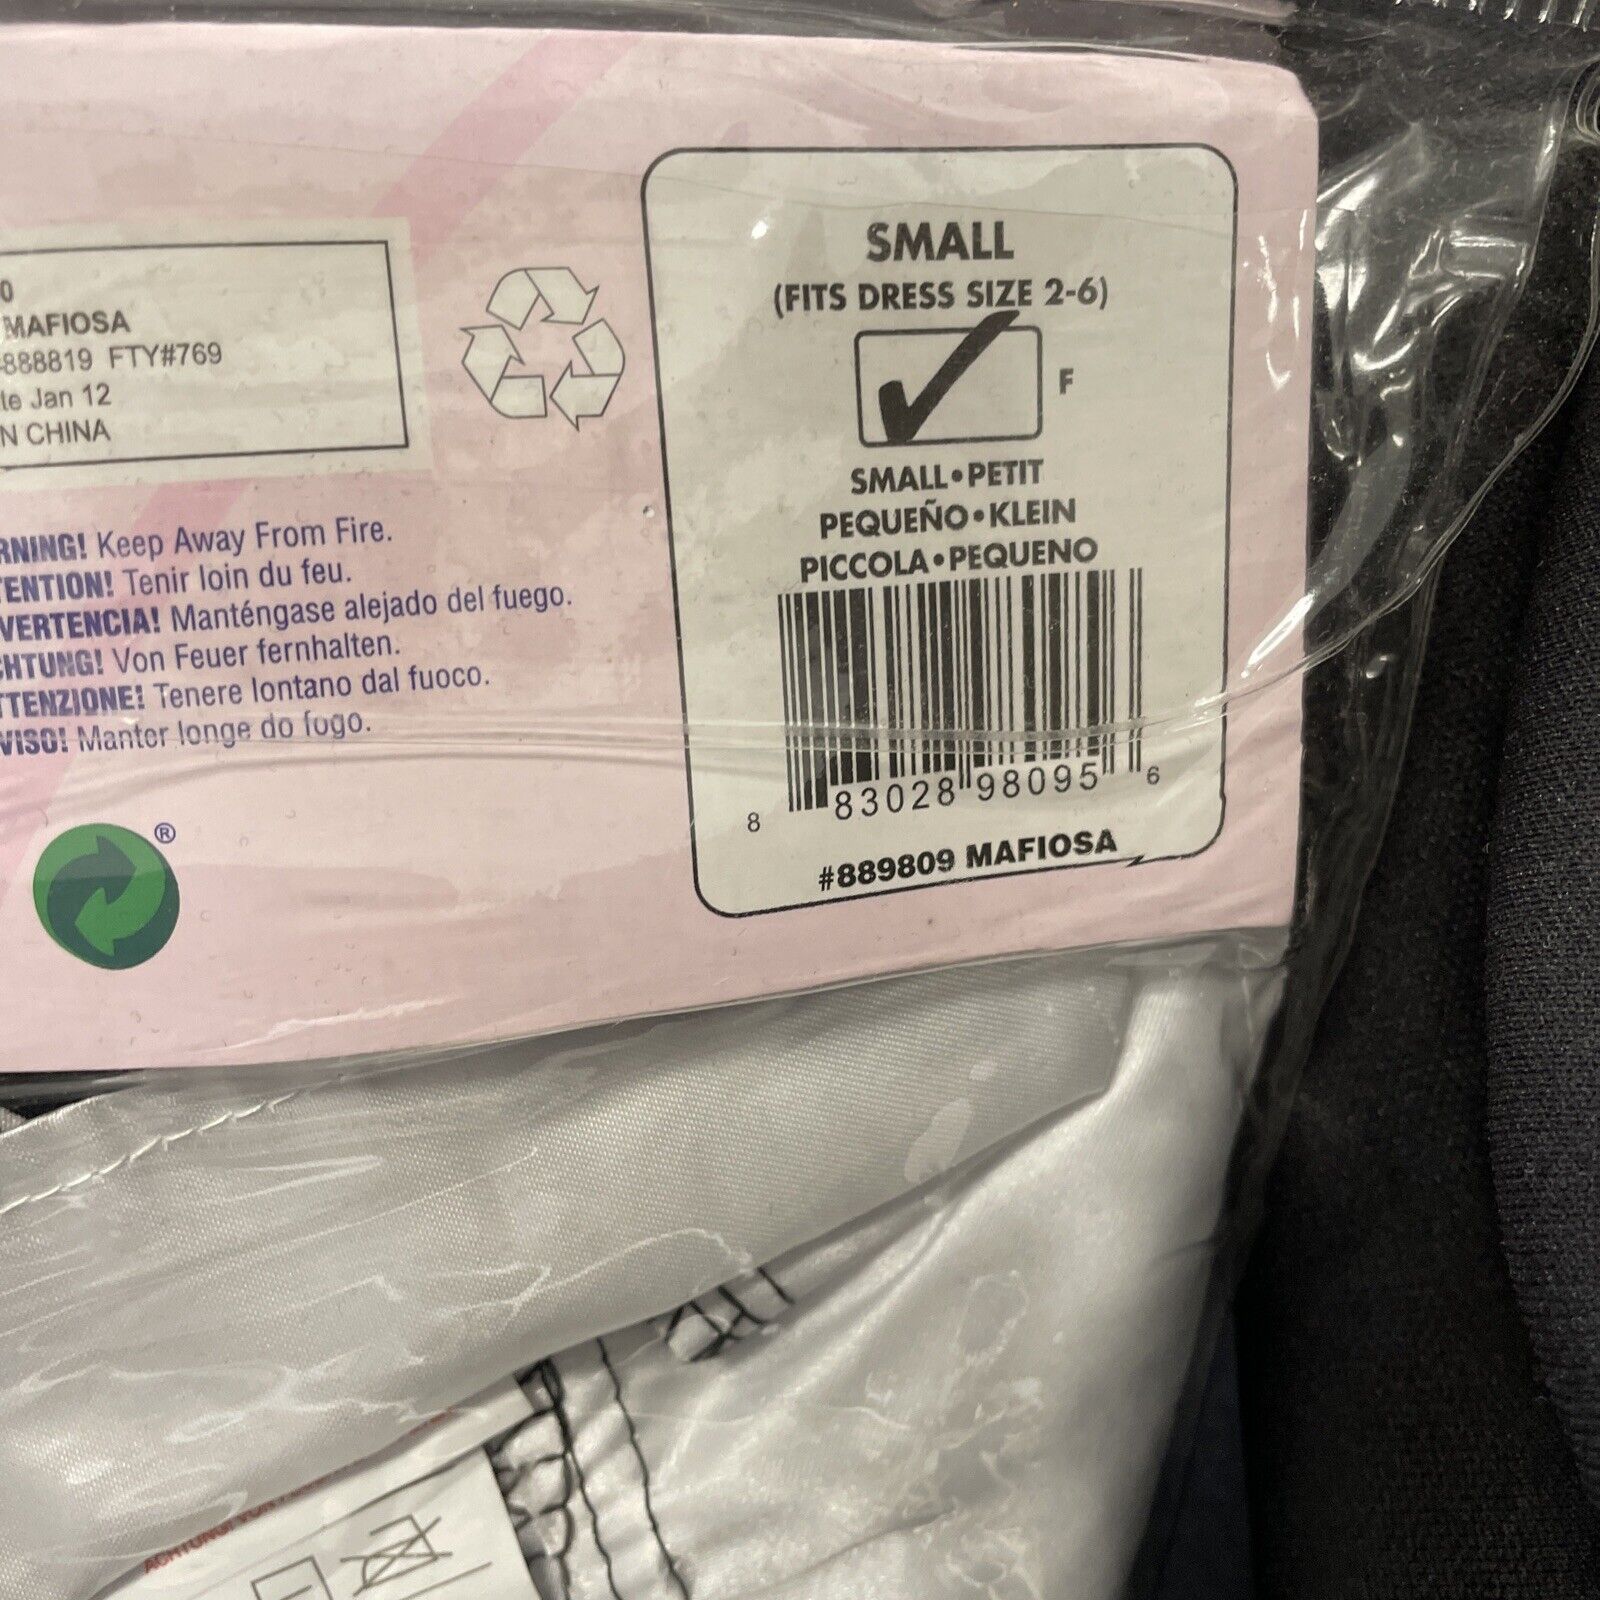 0
MAFIOSA
888819 FTY#769
te Jan 12
N CHINA
SMALL
(FITS DRESS SIZE 2-6)
F
SMALL•PETIT
PEQUEÑO•KLEIN
PICCOLA•PEQUENO
8 83028 98095 6
#889809 MAFIOSA
RNING! Keep Away From Fire.
TENTION! Tenir loin du feu.
VERTENCIA! Manténgase alejado del fuego.
CHTUNG! Von Feuer fernhalten.
TTENZIONE! Tenere lontano dal fuoco.
VISO! Manter longe do fogo.
®